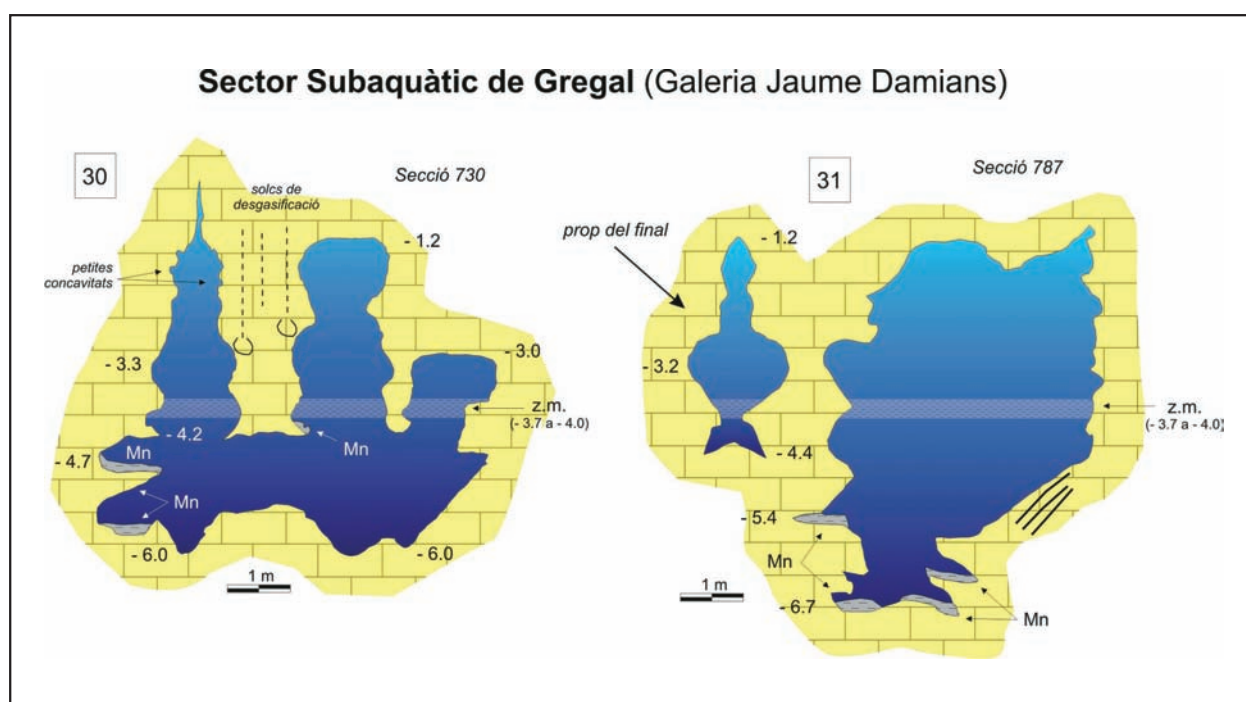 Sector Subaquàtic de Gregal (Galeria Jaume Damians)
30
Secció 730
solcs de
desgasificació
petites
concavitats
- 1.2
- 3.3
- 3.0
z.m.
(- 3.7 a - 4.0)
- 4.2
Mn
- 4.7
Mn
Mn
- 6.0
- 6.0
1 m
31
Secció 787
prop del final
- 1.2
- 3.2
z.m.
(- 3.7 a - 4.0)
- 4.4
- 5.4
Mn
- 6.7
Mn
1 m